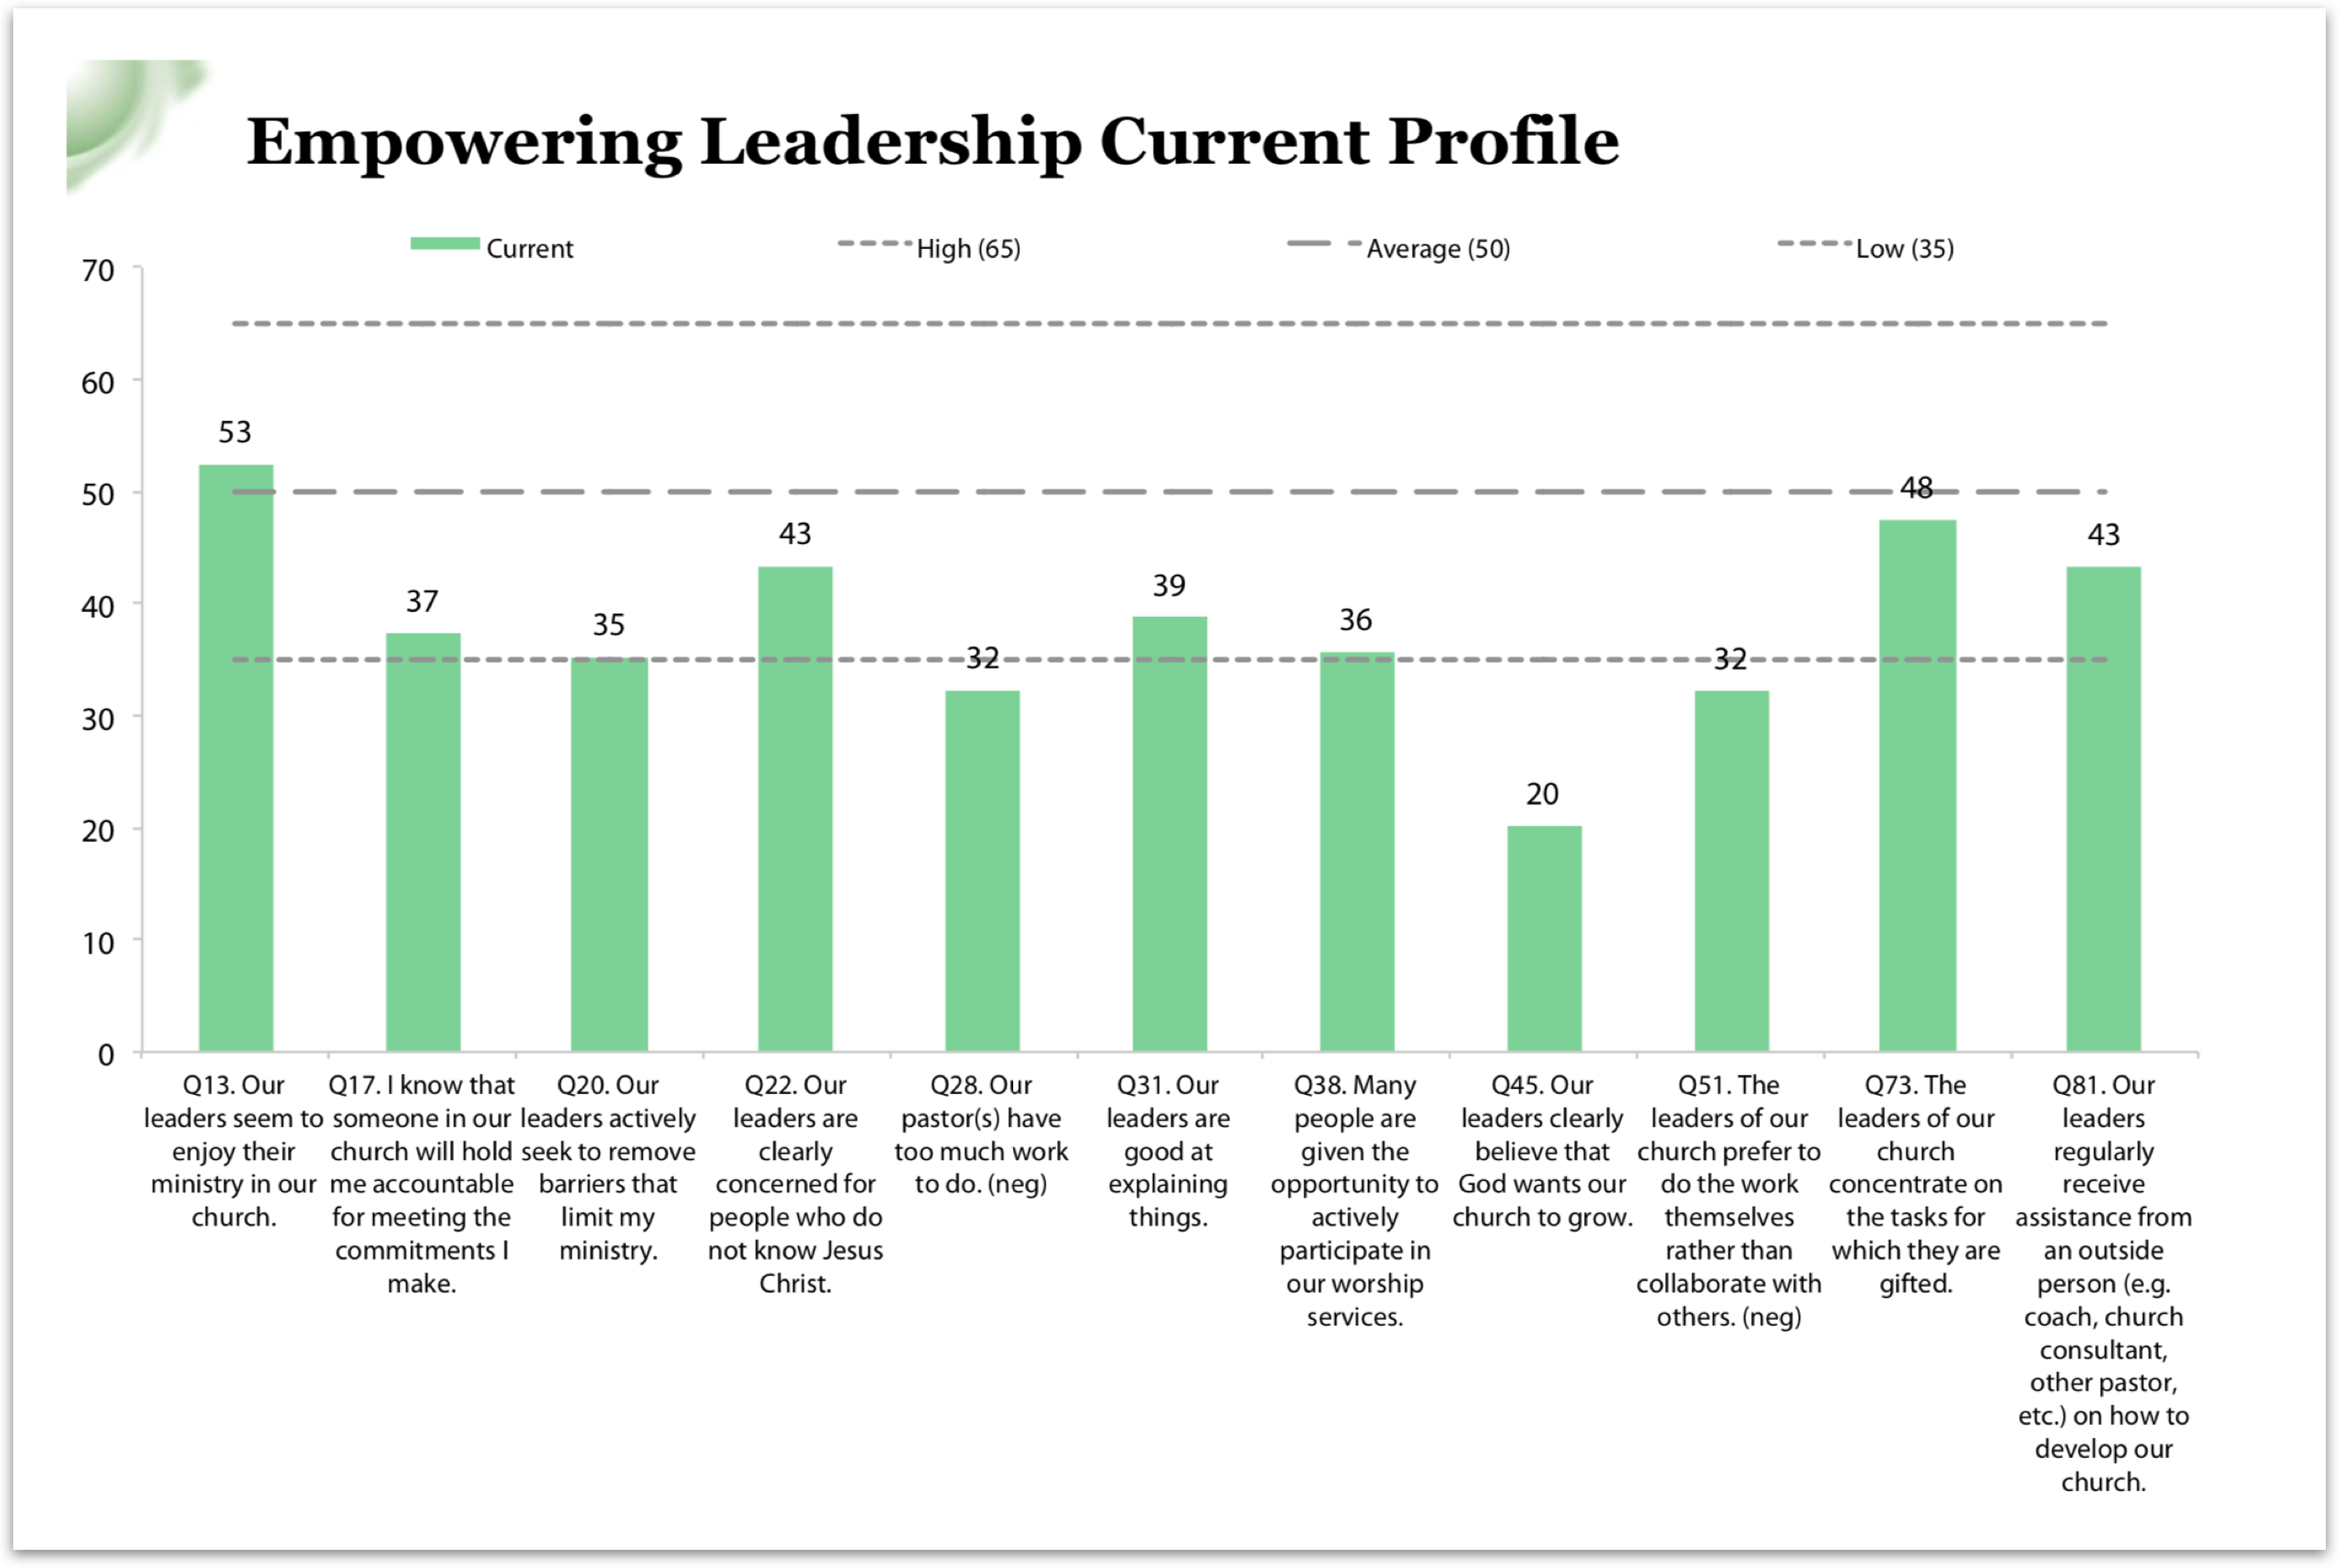 Empowering Leadership Current Profile
Current
High (65)
Average (50)
Low (35)
70
60
50
40
30
20
10
0
53
37
35
43
32
39
36
20
32
48
43
Q13. Our
leaders seem to
enjoy their
ministry in our
church.
Q17. I know that
someone in our
church will hold
me accountable
for meeting the
commitments I
make.
Q20. Our
leaders actively
seek to remove
barriers that
limit my
ministry.
Q22. Our
leaders are
clearly
concerned for
people who do
not know Jesus
Christ.
Q28. Our
pastor(s) have
too much work
to do. (neg)
Q31. Our
leaders are
good at
explaining
things.
Q38. Many
people are
given the
opportunity to
actively
participate in
our worship
services.
Q45. Our
leaders clearly
believe that
God wants our
church to grow.
Q51. The
leaders of our
church prefer to
do the work
themselves
rather than
collaborate with
others. (neg)
Q73. The
leaders of our
church
concentrate on
the tasks for
which they are
gifted.
Q81. Our
leaders
regularly
receive
assistance from
an outside
person (e.g.
coach, church
consultant,
other pastor,
etc.) on how to
develop our
church.